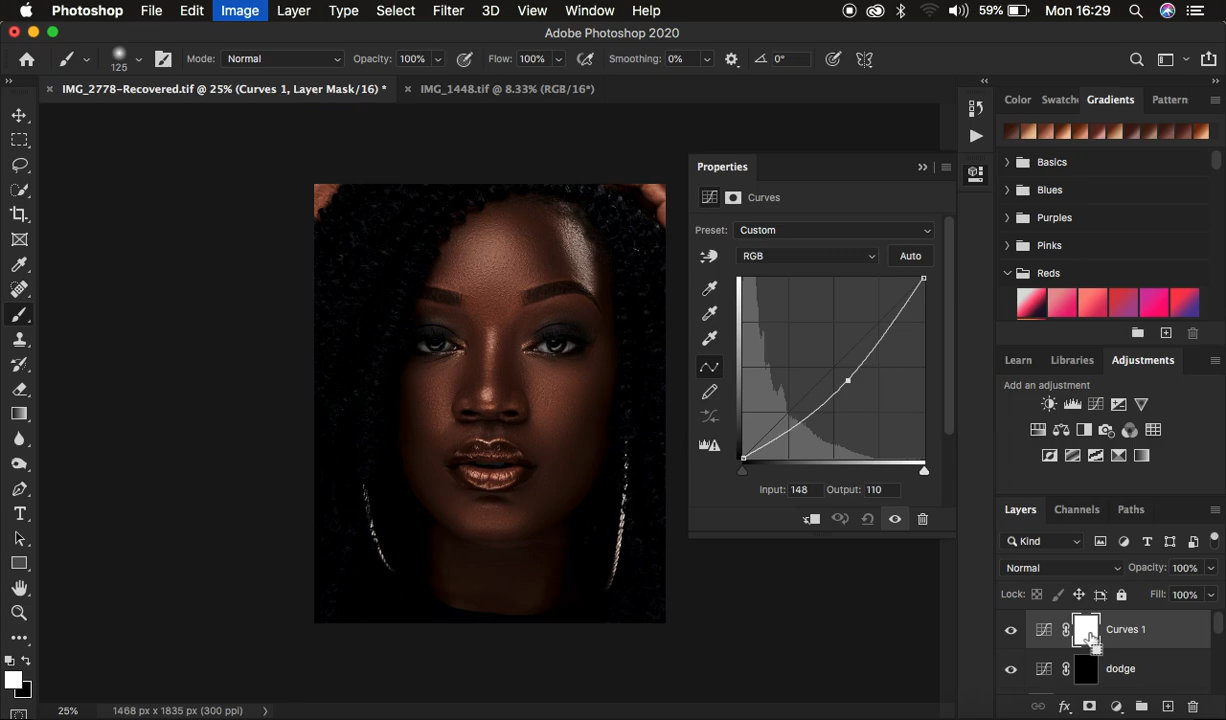 Photoshop File Edit Image Layer Type Select Filter 3D View Window Help 59% Mon 16:29
Adobe Photoshop 2020
125 Mode: Normal Opacity: 100% Flow: 100% Smoothing: 0% 0°
IMG_2778-Recovered.tif @ 25% (Curves 1, Layer Mask/16) * IMG_1448.tif @ 8.33% (RGB/16*)
Color Swatche Gradients Pattern
Basics
Blues
Purples
Pinks
Reds
Properties
Curves
Preset: Custom
RGB Auto
Input: 148 Output: 110
Learn Libraries Adjustments
Add an adjustment
Layers Channels Paths
Kind
Normal Opacity: 100%
Lock: Fill: 100%
Curves 1
dodge
25% 1468 px x 1835 px (300 ppi)